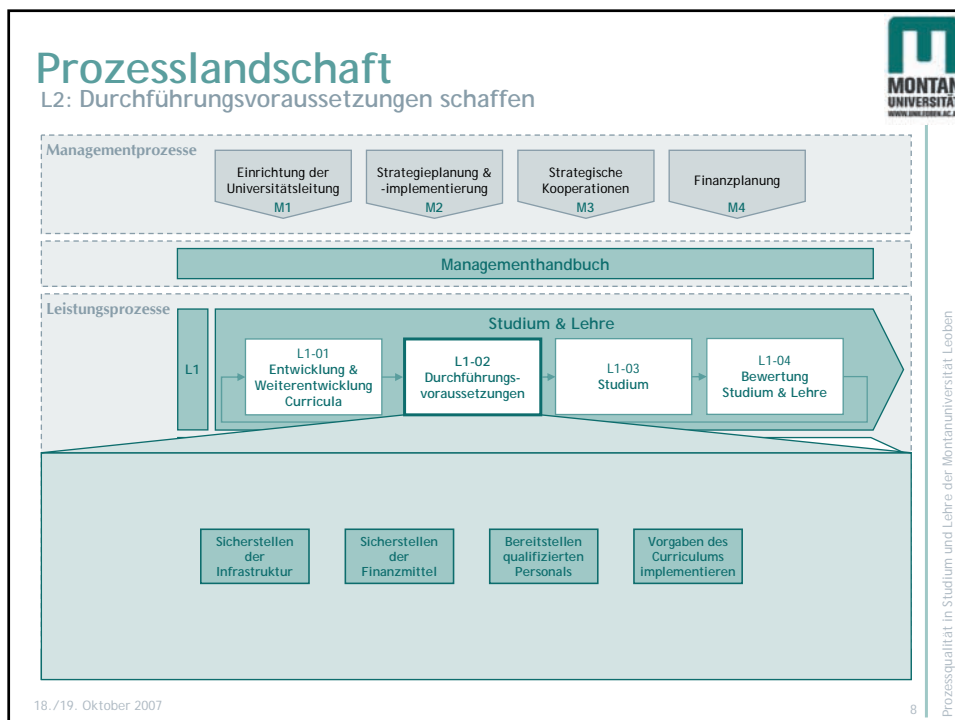 Prozesslandschaft
L2: Durchführungsvoraussetzungen schaffen
MONTAN
UNIVERSITÄT
Managementprozesse
Einrichtung der
Universitätsleitung
M1
Strategieplanung &
-implementierung
M2
Strategische
Kooperationen
M3
Finanzplanung
M4
Managementhandbuch
Leistungsprozesse
L1
Studium & Lehre
L1-01
Entwicklung &
Weiterentwicklung
Curricula
L1-02
Durchführungs-
voraussetzungen
L1-03
Studium
L1-04
Bewertung
Studium & Lehre
Sicherstellen
der
Infrastruktur
Sicherstellen
der
Finanzmittel
Bereitstellen
qualifizierten
Personals
Vorgaben des
Curriculums
implementieren
Prozessqualität in Studium und Lehre der Montanuniversität Leoben
18./19. Oktober 2007
8